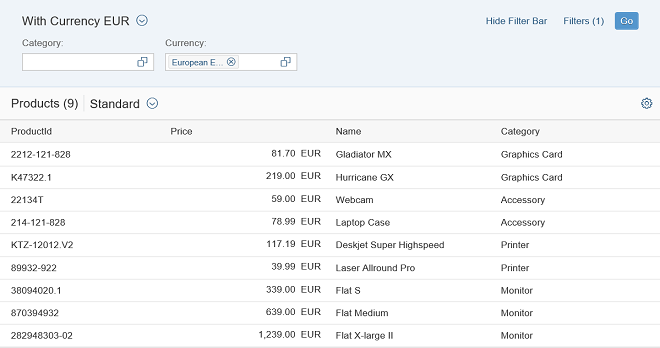 With Currency EUR
Hide Filter Bar Filters (1) Go
Category: Currency:
European E...
Products (9) Standard
ProductId Price Name Category
2212-121-828 81.70 EUR Gladiator MX Graphics Card
K47322.1 219.00 EUR Hurricane GX Graphics Card
22134T 59.00 EUR Webcam Accessory
214-121-828 78.99 EUR Laptop Case Accessory
KTZ-12012.V2 117.19 EUR Deskjet Super Highspeed Printer
89932-922 39.99 EUR Laser Allround Pro Printer
38094020.1 339.00 EUR Flat S Monitor
870394932 639.00 EUR Flat Medium Monitor
282948303-02 1,239.00 EUR Flat X-large II Monitor